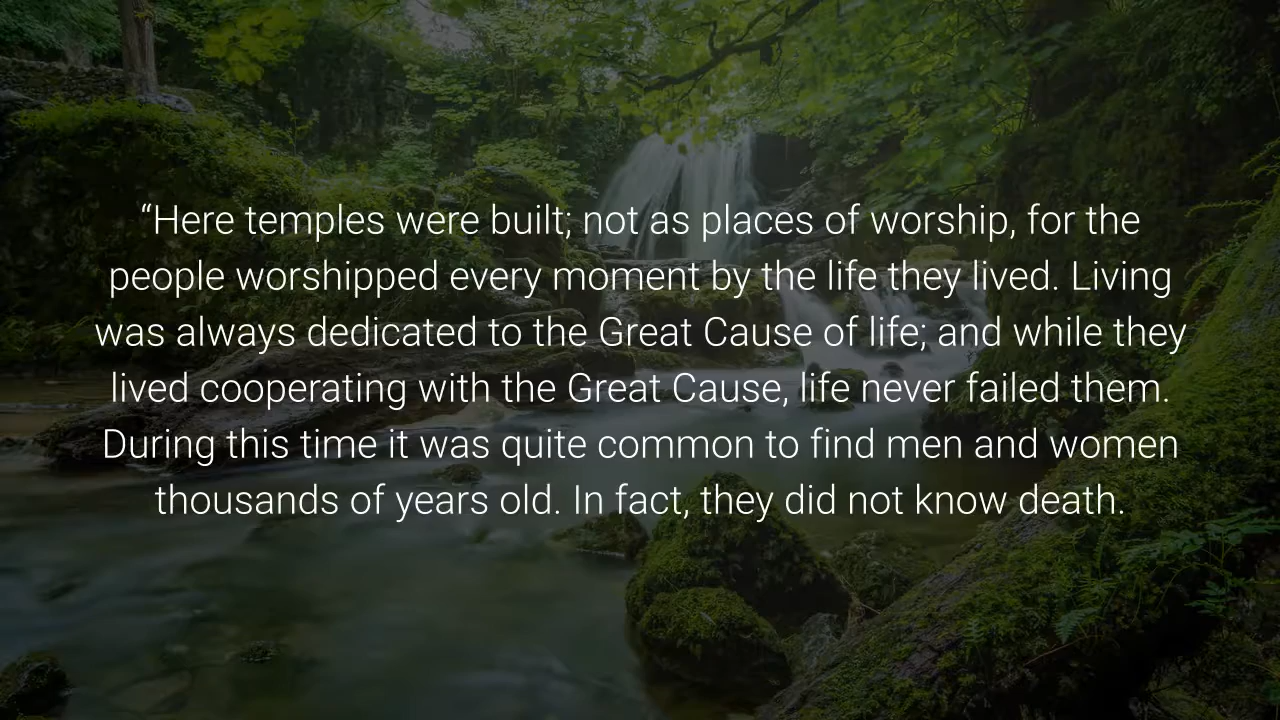 “Here temples were built; not as places of worship, for the
people worshipped every moment by the life they lived. Living
was always dedicated to the Great Cause of life; and while they
lived cooperating with the Great Cause, life never failed them.
During this time it was quite common to find men and women
thousands of years old. In fact, they did not know death.